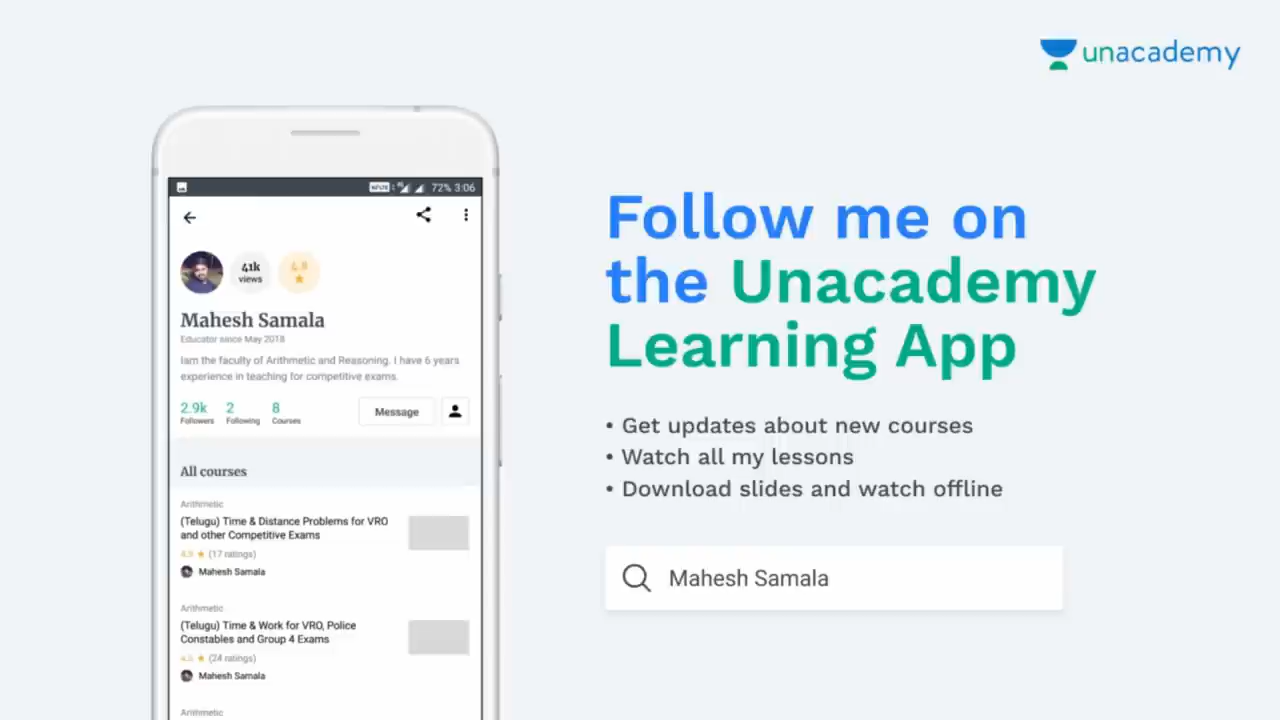 unacademy
72% 3:06
41k
views
4.8
Mahesh Samala
Educator since May 2018
Iam the faculty of Arithmetic and Reasoning. I have 6 years
experience in teaching for competitive exams.
2.9k 2 8
Followers Following Courses
Message
All courses
Arithmetic
(Telugu) Time & Distance Problems for VRO
and other Competitive Exams
4.9 ★ (17 ratings)
Mahesh Samala
Arithmetic
(Telugu) Time & Work for VRO, Police
Constables and Group 4 Exams
★ (24 ratings)
Mahesh Samala
Arithmetic
Follow me on
the Unacademy
Learning App
• Get updates about new courses
• Watch all my lessons
• Download slides and watch offline
Mahesh Samala